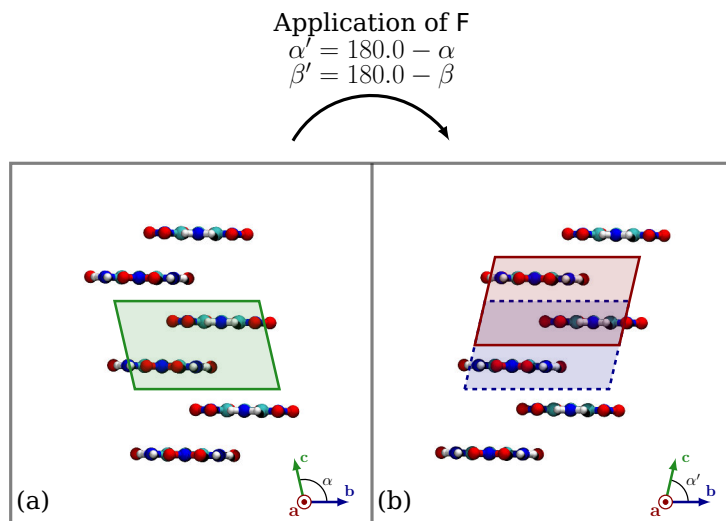 Application of F
α′ = 180.0 − α
β′ = 180.0 − β
(a)
c
α
b
a
(b)
c
α′
b
a